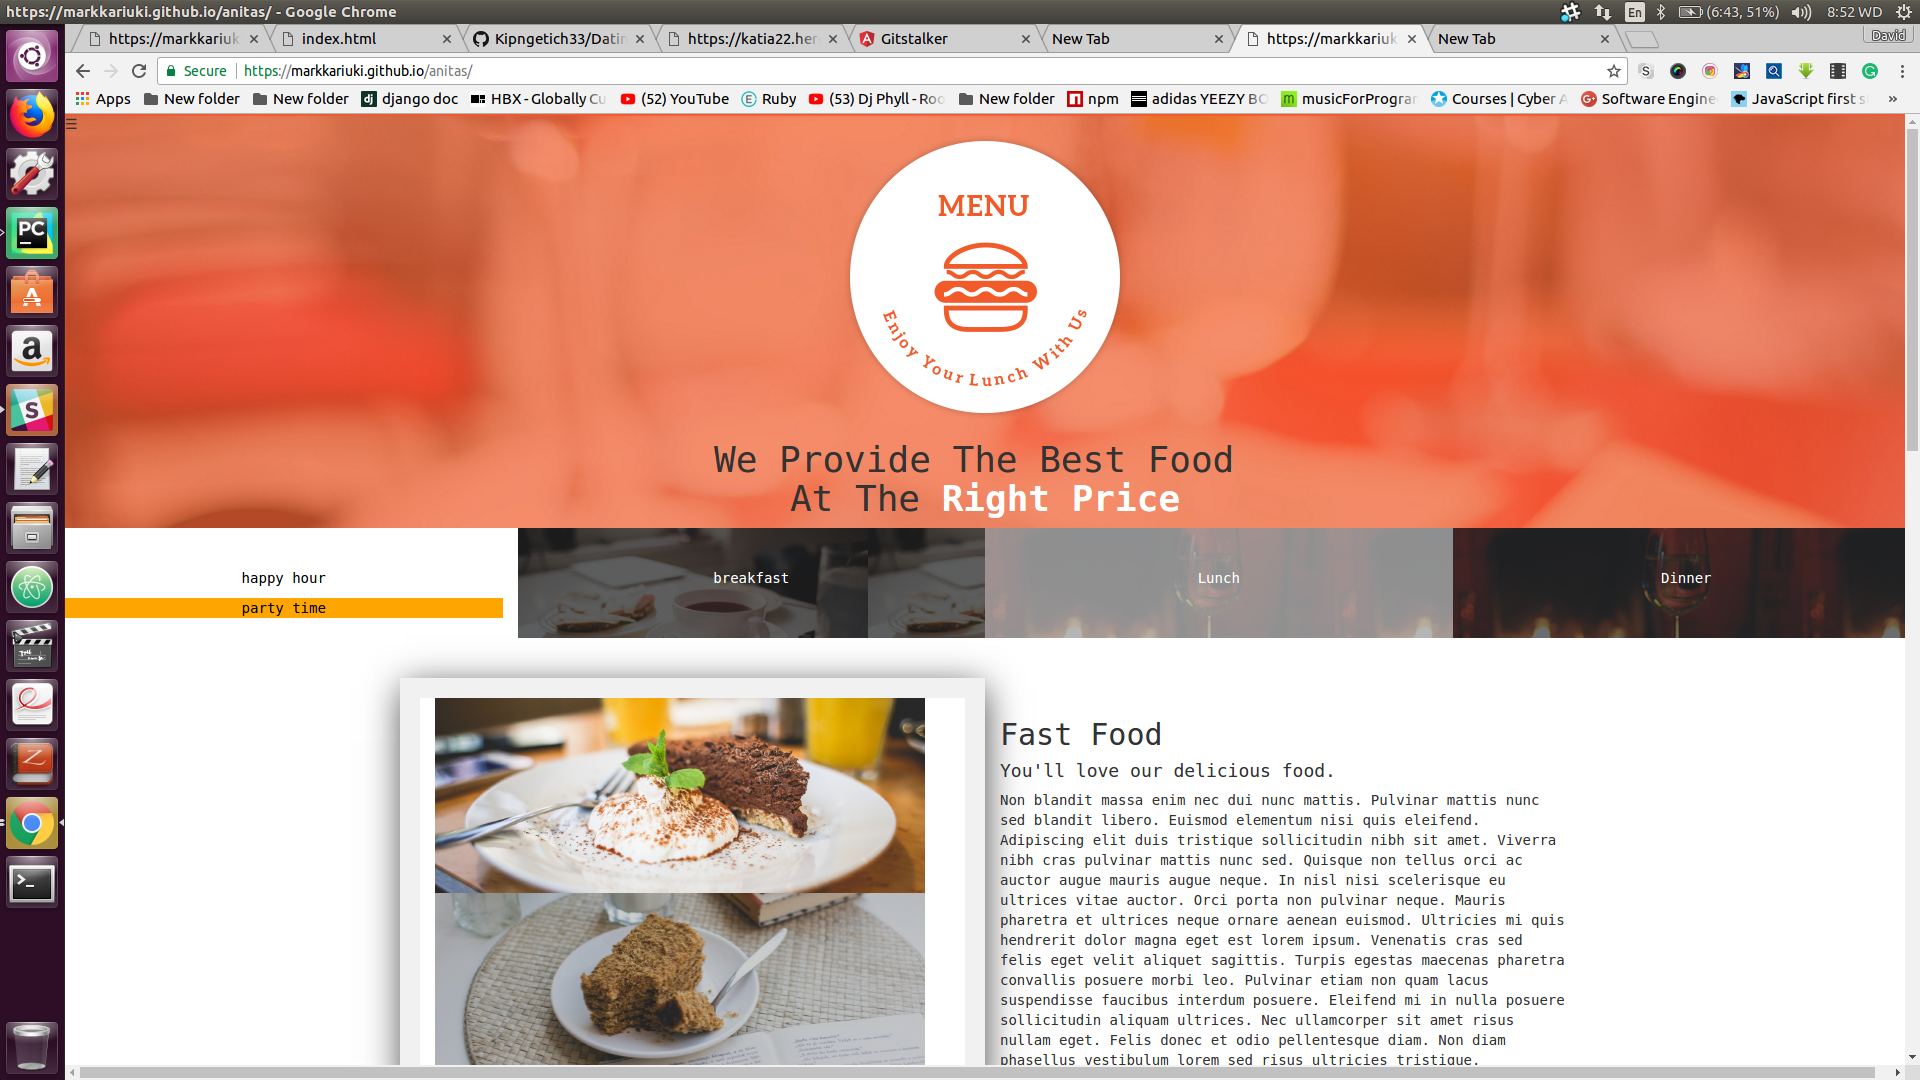 https://markkariuki.github.io/anitas/ - Google Chrome
En
(6:43, 51%)
8:52 WD
https://markkariuk
index.html
Kipngetich33/Datin
https://katia22.her
Gitstalker
New Tab
https://markkariuk
New Tab
David
Secure
https://markkariuki.github.io/anitas/
Apps
New folder
New folder
django doc
HBX - Globally Cu
(52) YouTube
Ruby
(53) Dj Phyll - Roo
New folder
npm
adidas YEEZY BO
musicForProgram
Courses | Cyber A
Software Engine
JavaScript first s
»
MENU
Enjoy Your Lunch With Us
We Provide The Best Food
At The Right Price
happy hour
party time
breakfast
Lunch
Dinner
Fast Food
You'll love our delicious food.
Non blandit massa enim nec dui nunc mattis. Pulvinar mattis nunc
sed blandit libero. Euismod elementum nisi quis eleifend.
Adipiscing elit duis tristique sollicitudin nibh sit amet. Viverra
nibh cras pulvinar mattis nunc sed. Quisque non tellus orci ac
auctor augue mauris augue neque. In nisl nisi scelerisque eu
ultrices vitae auctor. Orci porta non pulvinar neque. Mauris
pharetra et ultrices neque ornare aenean euismod. Ultricies mi quis
hendrerit dolor magna eget est lorem ipsum. Venenatis cras sed
felis eget velit aliquet sagittis. Turpis egestas maecenas pharetra
convallis posuere morbi leo. Pulvinar etiam non quam lacus
suspendisse faucibus interdum posuere. Eleifend mi in nulla posuere
sollicitudin aliquam ultrices. Nec ullamcorper sit amet risus
nullam eget. Felis donec et odio pellentesque diam. Non diam
phasellus vestibulum lorem sed risus ultricies tristique.